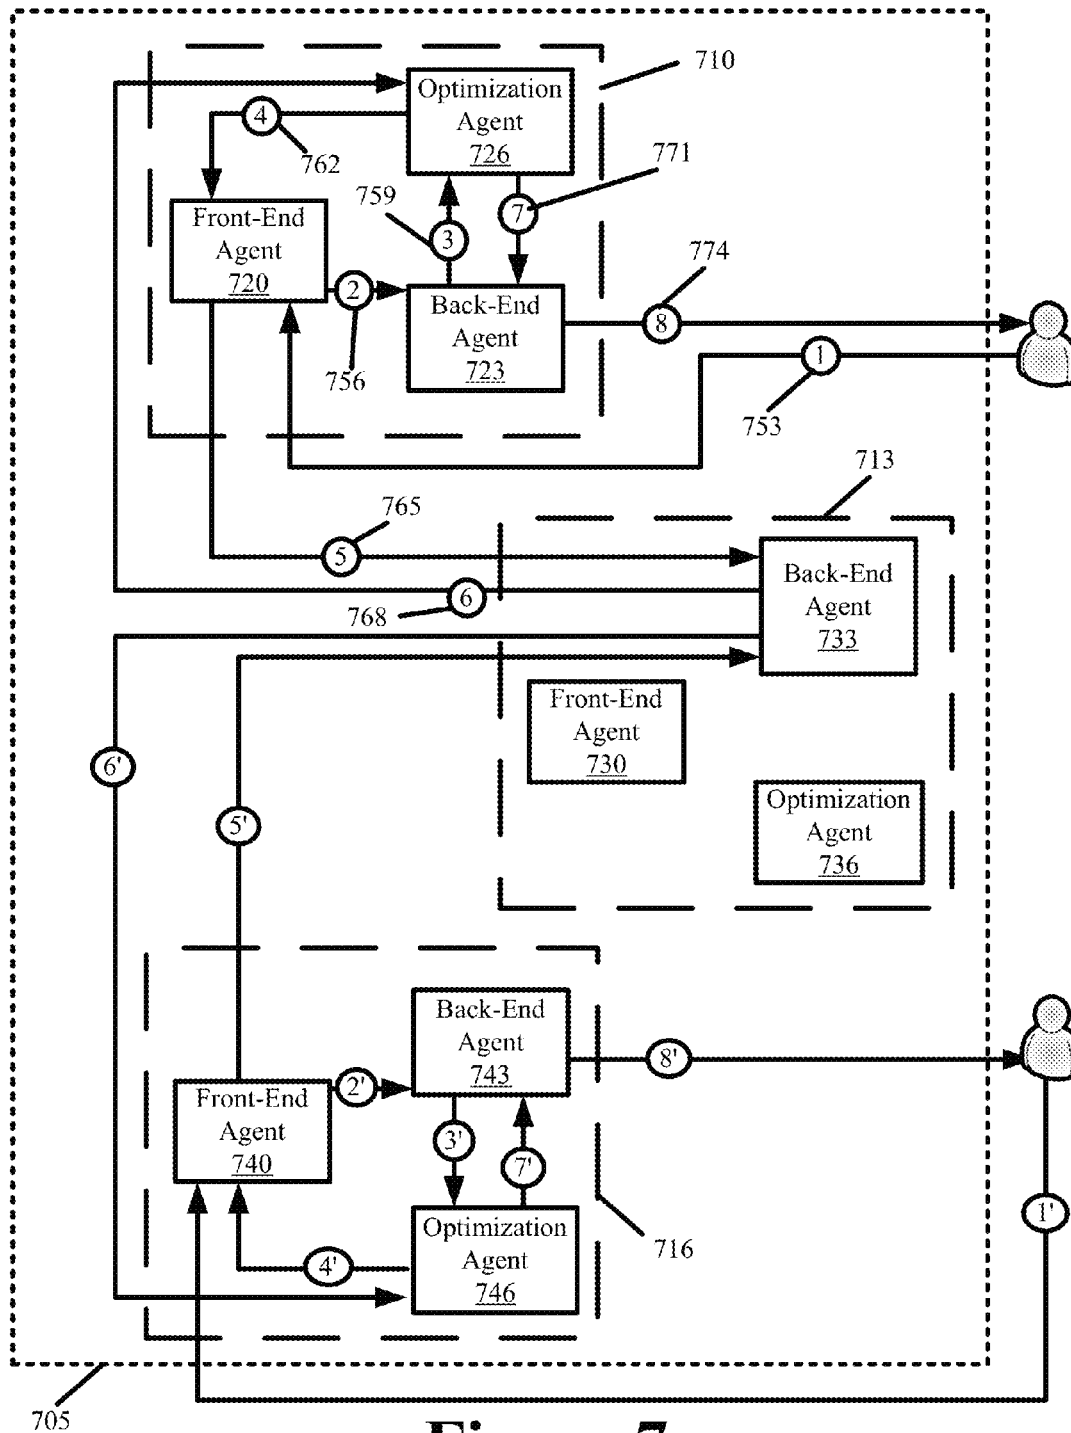 710
Optimization
Agent
726
4
762
771
759
7
3
Front-End
Agent
720
2
756
Back-End
Agent
723
774
8
1
753
713
765
5
Back-End
Agent
733
6
768
Front-End
Agent
730
6'
5'
Optimization
Agent
736
Back-End
Agent
743
8'
2'
Front-End
Agent
740
3'
7'
1'
Optimization
Agent
746
4'
716
705